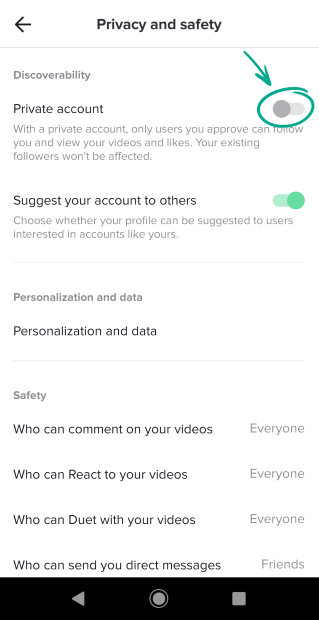 Privacy and safety
Discoverability
Private account
With a private account, only users you approve can follow
you and view your videos and likes. Your existing
followers won't be affected.
Suggest your account to others
Choose whether your profile can be suggested to users
interested in accounts like yours.
Personalization and data
Personalization and data
Safety
Who can comment on your videos Everyone
Who can React to your videos Everyone
Who can Duet with your videos Everyone
Who can send you direct messages Friends